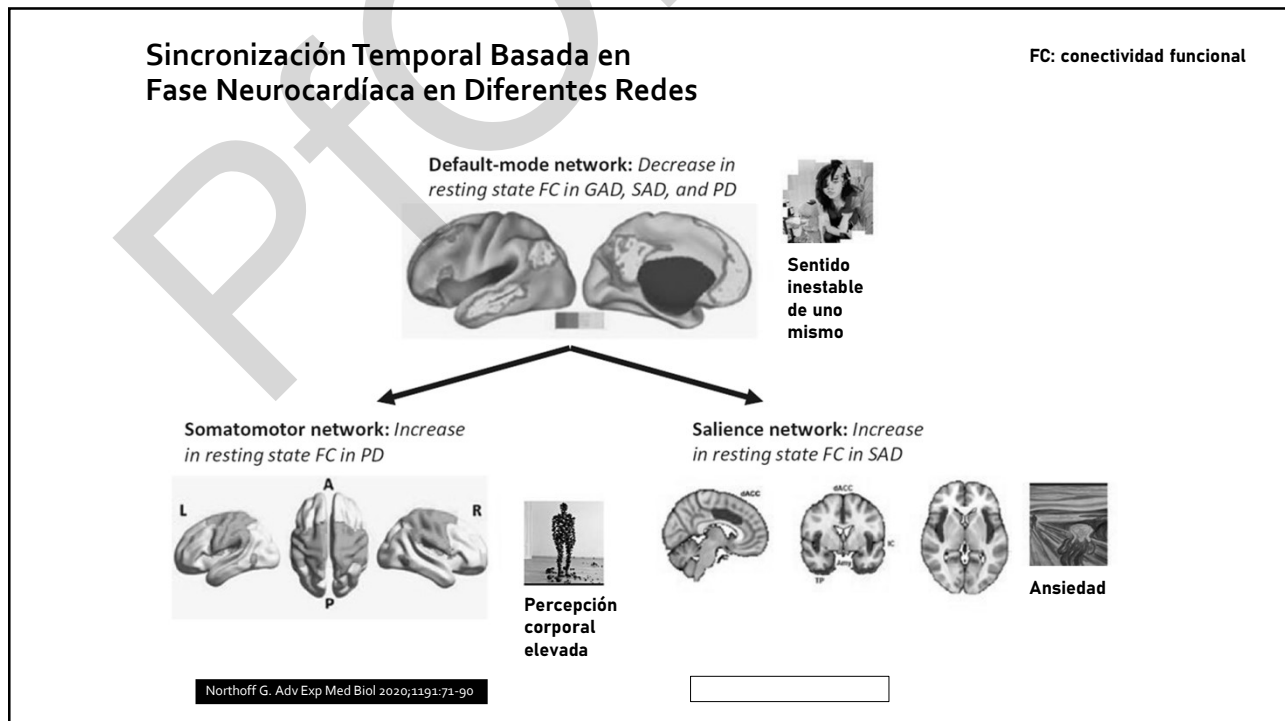 Sincronización Temporal Basada en
Fase Neurocardíaca en Diferentes Redes
FC: conectividad funcional
Default-mode network: Decrease in
resting state FC in GAD, SAD, and PD
Sentido
inestable
de uno
mismo
Somatomotor network: Increase
in resting state FC in PD
L
A
R
P
Percepción
corporal
elevada
Salience network: Increase
in resting state FC in SAD
dACC
dACC
IC
Amy
TP
Ansiedad
Northoff G. Adv Exp Med Biol 2020;1191:71-90